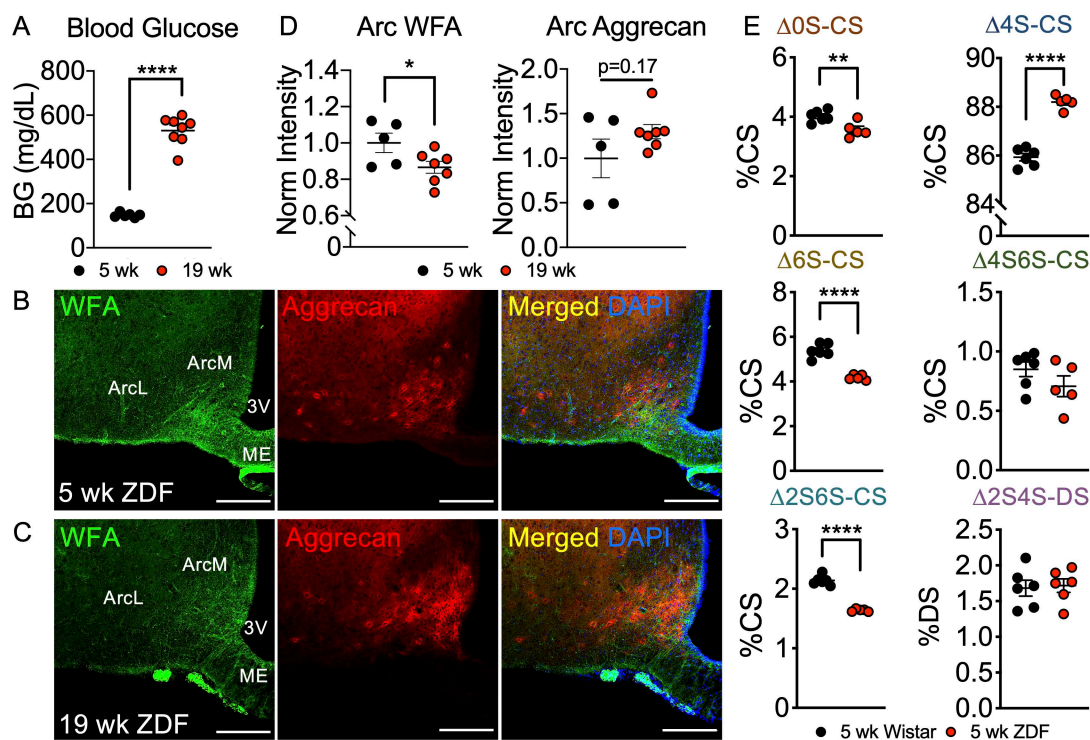 A Blood Glucose
****
BG (mg/dL)
800
600
400
200
0
5 wk 19 wk
D Arc WFA
*
Norm Intensity
1.4
1.2
1.0
0.8
0.6
0
Arc Aggrecan
p=0.17
Norm Intensity
2.0
1.5
1.0
0.5
0.0
5 wk 19 wk
B WFA
ArcM
ArcL
3V
ME
5 wk ZDF
Aggrecan
Merged DAPI
C WFA
ArcM
ArcL
3V
ME
19 wk ZDF
Aggrecan
Merged DAPI
E Δ0S-CS
**
%CS
6
4
2
0
Δ4S-CS
****
%CS
90
88
86
84
0
Δ6S-CS
****
%CS
8
6
4
0
Δ4S6S-CS
%CS
1.5
1.0
0.5
0.0
Δ2S6S-CS
****
%CS
3
2
1
0
Δ2S4S-DS
%DS
2.5
2.0
1.5
1.0
0.5
0
5 wk Wistar 5 wk ZDF